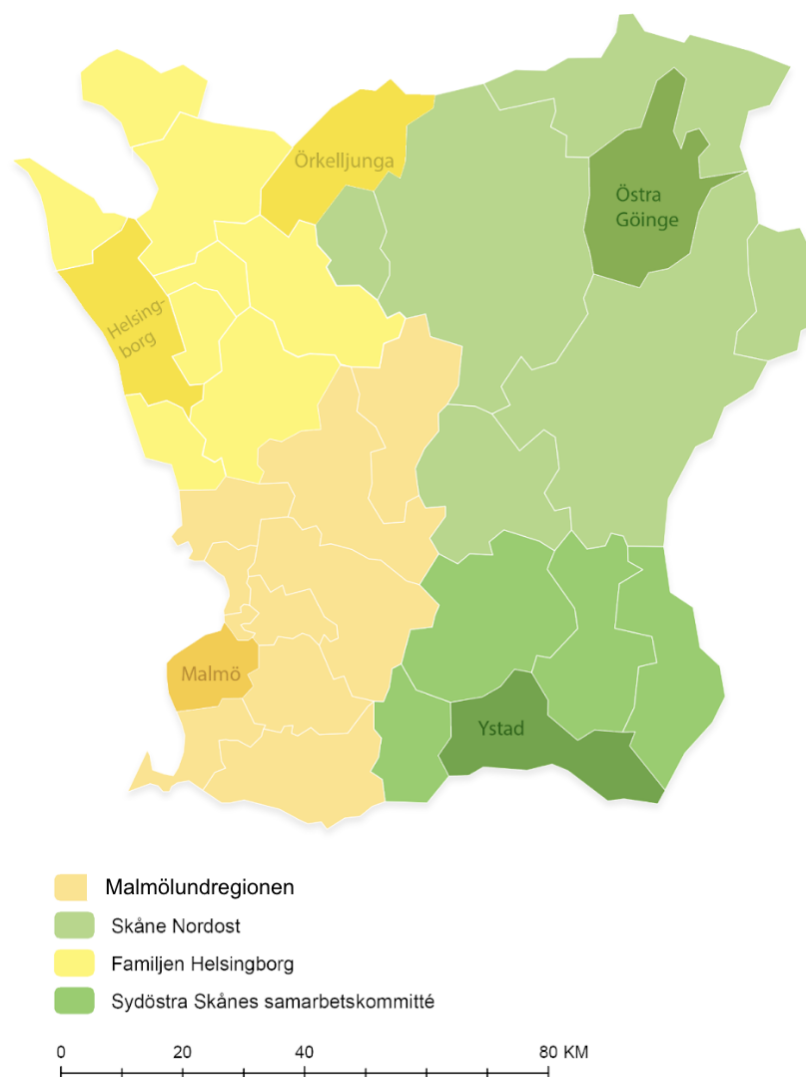 Örkelljunga
Östra
Göinge
Helsing-
borg
Malmö
Ystad
Malmölundregionen
Skåne Nordost
Familjen Helsingborg
Sydöstra Skånes samarbetskommitté
0 20 40 80 KM